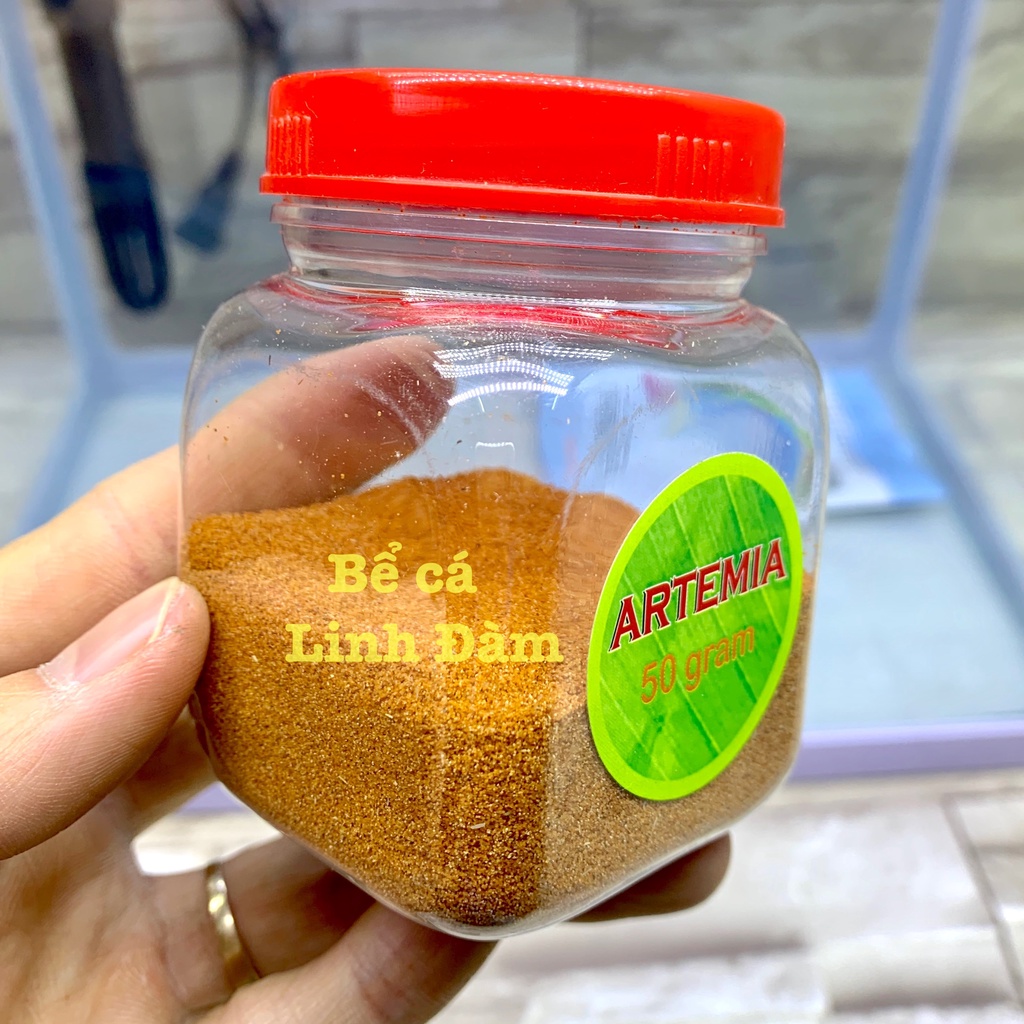 Bể cá
Linh Đàm
ARTEMIA
50 gram